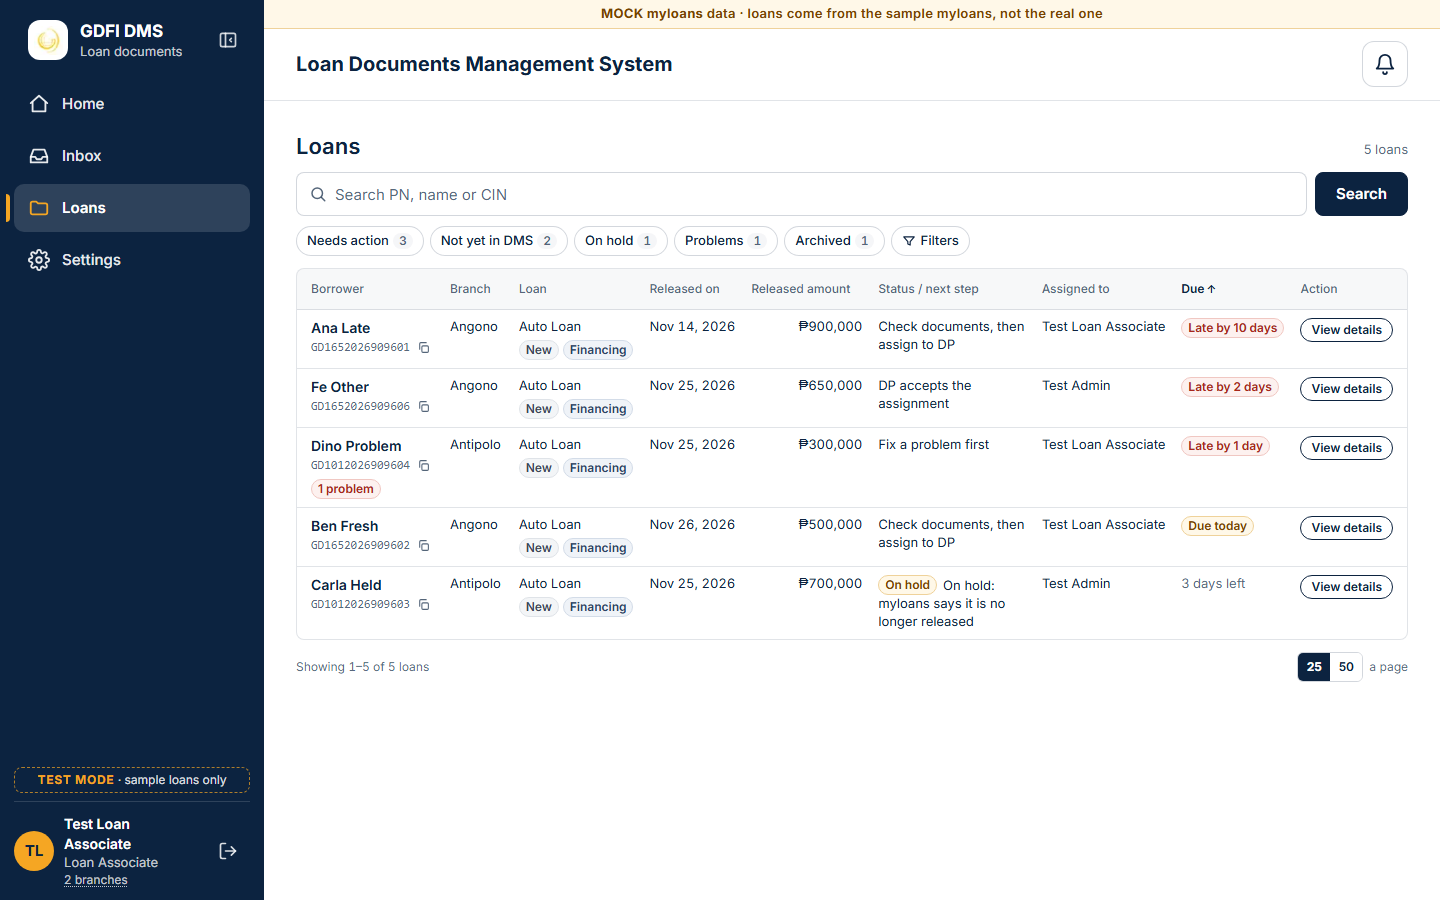 GDFI DMS
Loan documents
Home
Inbox
Loans
Settings
TEST MODE · sample loans only
TL
Test Loan Associate
Loan Associate
2 branches
MOCK myloans data · loans come from the sample myloans, not the real one
Loan Documents Management System
Loans
5 loans
Search PN, name or CIN
Search
Needs action 3 Not yet in DMS 2 On hold 1 Problems 1 Archived 1 Filters
Borrower Branch Loan Released on Released amount Status / next step Assigned to Due ↑ Action
Ana Late Angono Auto Loan Nov 14, 2026 ₱900,000 Check documents, then Test Loan Associate Late by 10 days View details
GD1652026909601 New Financing assign to DP
Fe Other Angono Auto Loan Nov 25, 2026 ₱650,000 DP accepts the Test Admin Late by 2 days View details
GD1652026909606 New Financing assignment
Dino Problem Antipolo Auto Loan Nov 25, 2026 ₱300,000 Fix a problem first Test Loan Associate Late by 1 day View details
GD1012026909604 New Financing
1 problem
Ben Fresh Angono Auto Loan Nov 26, 2026 ₱500,000 Check documents, then Test Loan Associate Due today View details
GD1652026909602 New Financing assign to DP
Carla Held Antipolo Auto Loan Nov 25, 2026 ₱700,000 On hold On hold: Test Admin 3 days left View details
GD1012026909603 New Financing myloans says it is no
longer released
Showing 1–5 of 5 loans
25 50 a page